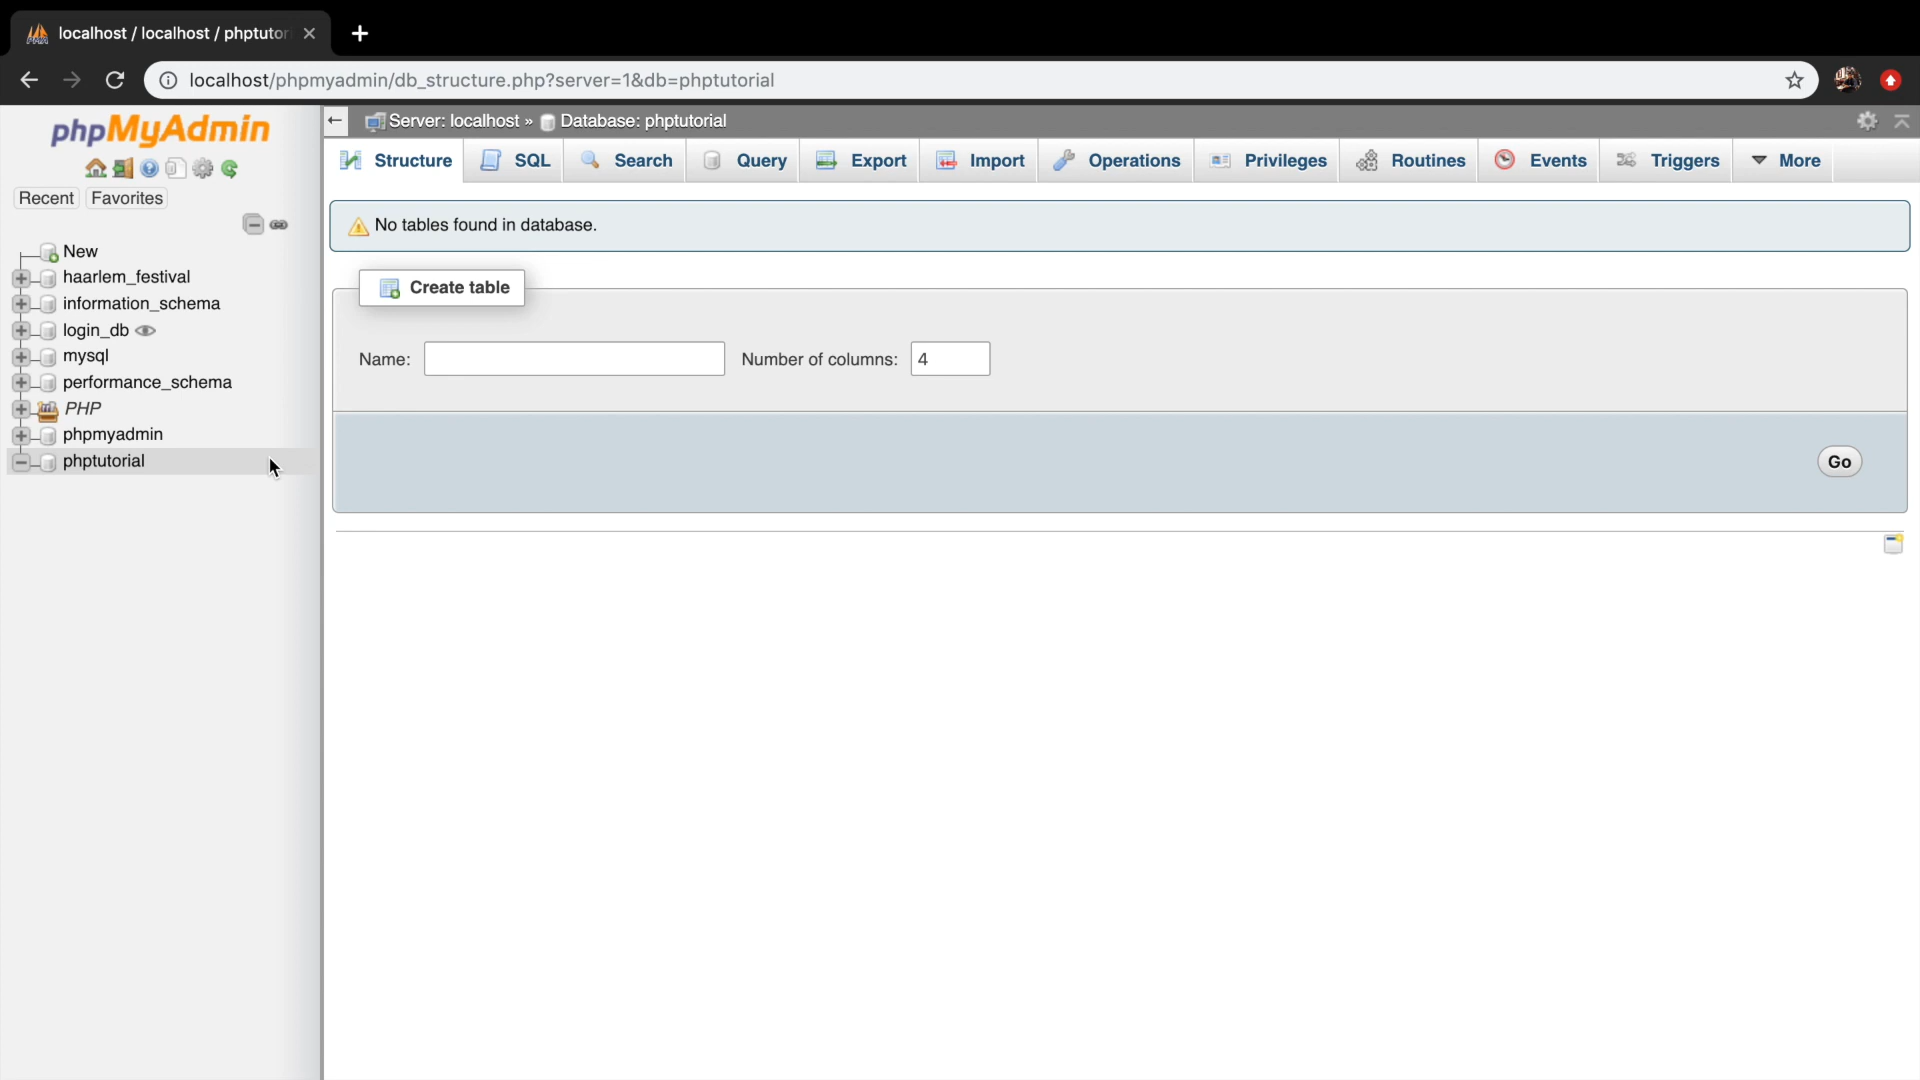 localhost / localhost / phptutor
localhost/phpmyadmin/db_structure.php?server=1&db=phptutorial
phpMyAdmin
Server: localhost » Database: phptutorial
Structure SQL Search Query Export Import Operations Privileges Routines Events Triggers More
Recent Favorites
New
haarlem_festival
information_schema
login_db
mysql
performance_schema
PHP
phpmyadmin
phptutorial
No tables found in database.
Create table
Name: Number of columns: 4
Go